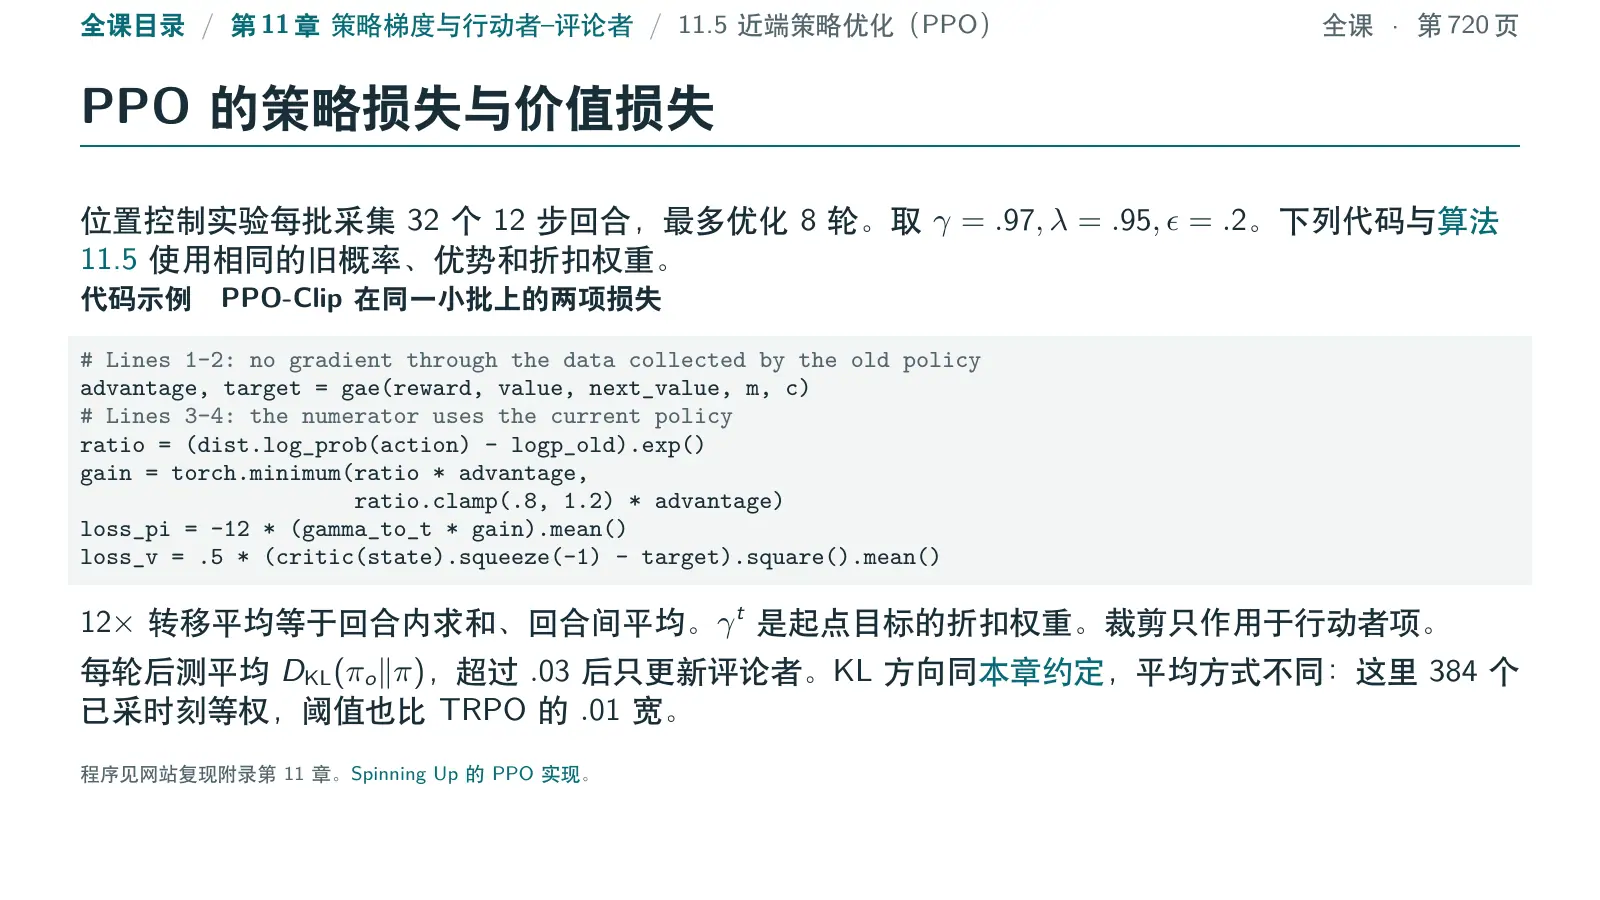 全课目录 / 第 11 章 策略梯度与行动者–评论者 / 11.5 近端策略优化（PPO）
全课 · 第 720 页
PPO 的策略损失与价值损失
位置控制实验每批采集 32 个 12 步回合，最多优化 8 轮。取 γ = .97, λ = .95, ϵ = .2。下列代码与算法
11.5 使用相同的旧概率、优势和折扣权重。
代码示例 PPO-Clip 在同一小批上的两项损失
# Lines 1-2: no gradient through the data collected by the old policy
advantage, target = gae(reward, value, next_value, m, c)
# Lines 3-4: the numerator uses the current policy
ratio = (dist.log_prob(action) - logp_old).exp()
gain = torch.minimum(ratio * advantage,
                     ratio.clamp(.8, 1.2) * advantage)
loss_pi = -12 * (gamma_to_t * gain).mean()
loss_v = .5 * (critic(state).squeeze(-1) - target).square().mean()
12× 转移平均等于回合内求和、回合间平均。γ^t 是起点目标的折扣权重。裁剪只作用于行动者项。
每轮后测平均 D_KL(π_o‖π)，超过 .03 后只更新评论者。KL 方向同本章约定，平均方式不同：这里 384 个
已采时刻等权，阈值也比 TRPO 的 .01 宽。
程序见网站复现附录第 11 章。Spinning Up 的 PPO 实现。